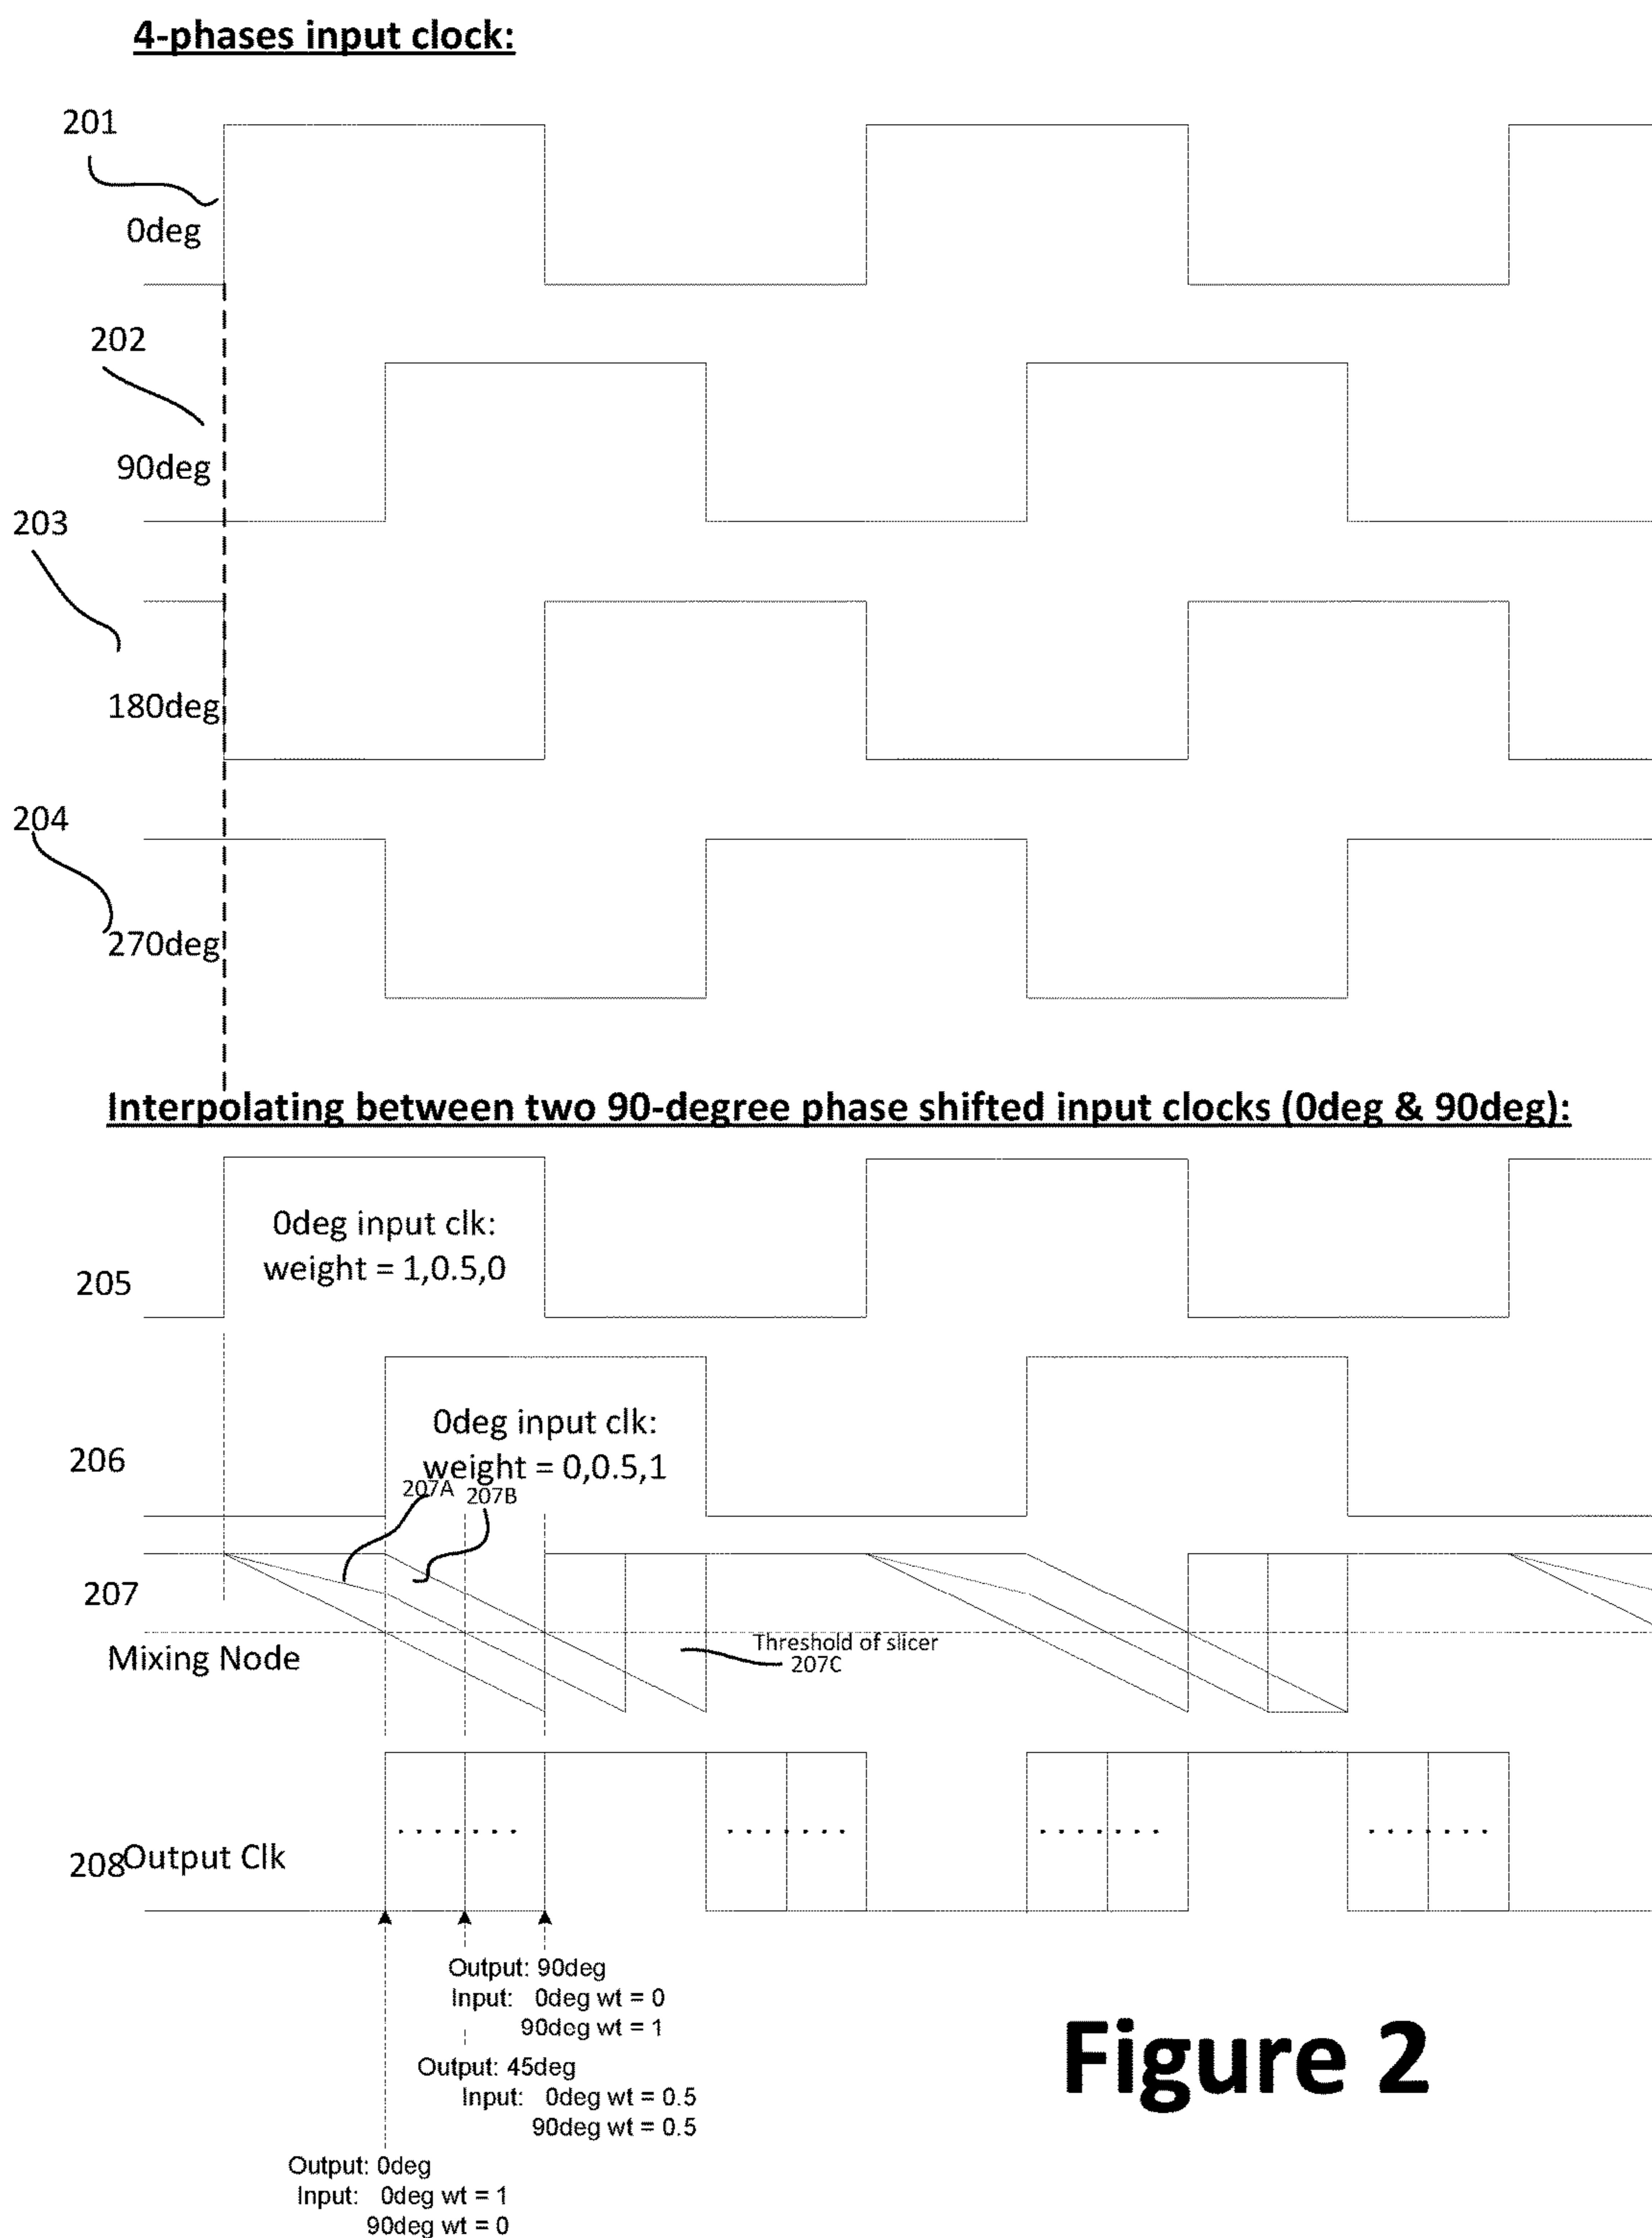 4-phases input clock:
201
0deg
202
90deg
203
180deg
204
270deg
Interpolating between two 90-degree phase shifted input clocks (0deg & 90deg):
0deg input clk:
weight = 1,0.5,0
205
0deg input clk:
weight = 0,0.5,1
206
207A 207B
207
Mixing Node
Threshold of slicer
207C
208 Output Clk
Output: 90deg
Input: 0deg wt = 0
90deg wt = 1
Output: 45deg
Input: 0deg wt = 0.5
90deg wt = 0.5
Output: 0deg
Input: 0deg wt = 1
90deg wt = 0
Figure 2